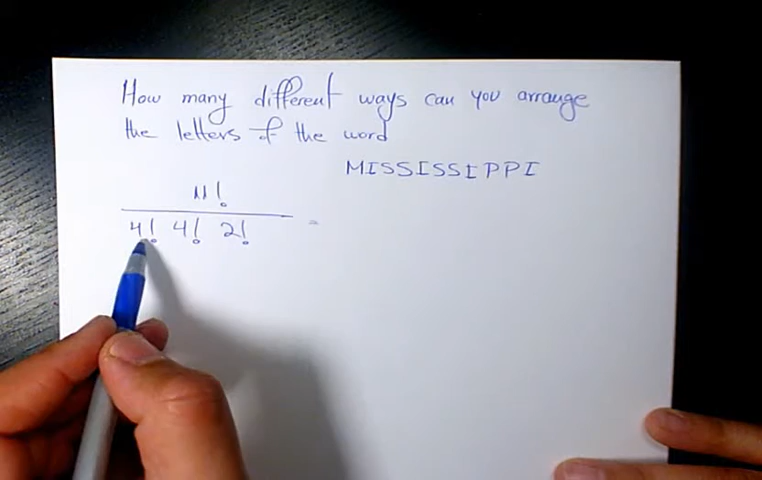 How many different ways can you arrange
the letters of the word
MISSISSIPPI
11!
4! 4! 2! =